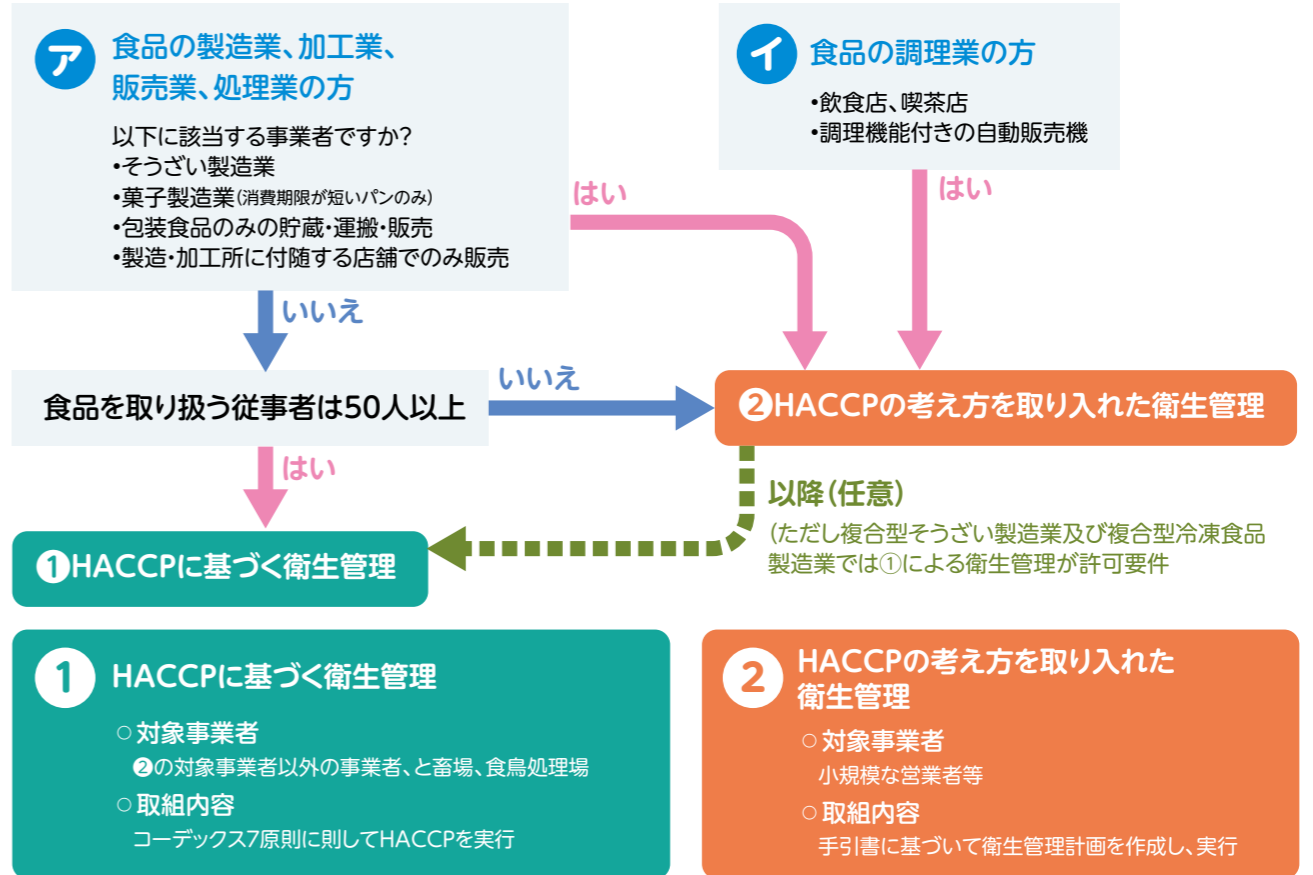 ア 食品の製造業、加工業、
販売業、処理業の方
以下に該当する事業者ですか?
•そうざい製造業
•菓子製造業(消費期限が短いパンのみ)
•包装食品のみの貯蔵・運搬・販売
•製造・加工所に付随する店舗でのみ販売
イ 食品の調理業の方
•飲食店、喫茶店
•調理機能付きの自動販売機
はい
はい
いいえ
食品を取り扱う従事者は50人以上
いいえ
❷HACCPの考え方を取り入れた衛生管理
はい
以降(任意)
(ただし複合型そうざい製造業及び複合型冷凍食品
製造業では①による衛生管理が許可要件
❶HACCPに基づく衛生管理
1 HACCPに基づく衛生管理
○対象事業者
❷の対象事業者以外の事業者、と畜場、食鳥処理場
○取組内容
コーデックス7原則に則してHACCPを実行
2 HACCPの考え方を取り入れた
衛生管理
○対象事業者
小規模な営業者等
○取組内容
手引書に基づいて衛生管理計画を作成し、実行